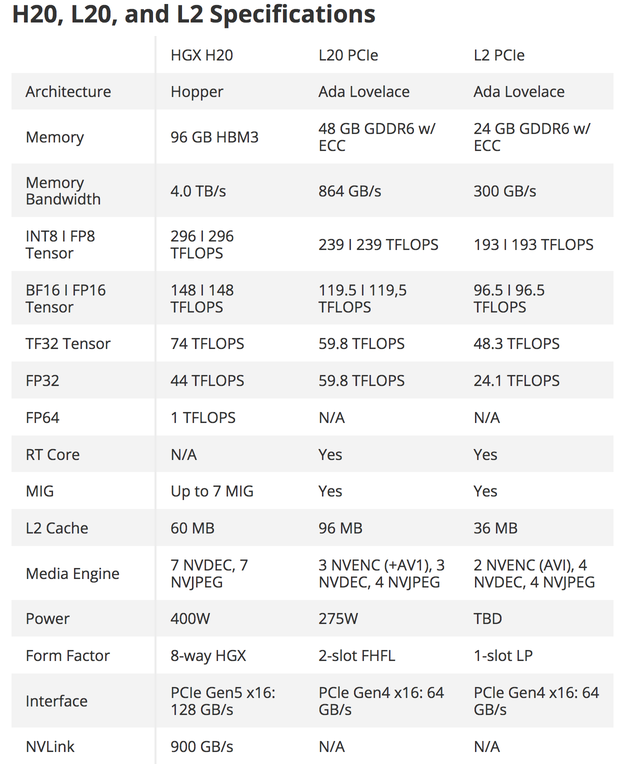 H20, L20, and L2 Specifications
HGX H20 L20 PCIe L2 PCIe
Architecture Hopper Ada Lovelace Ada Lovelace
Memory 96 GB HBM3 48 GB GDDR6 w/ ECC 24 GB GDDR6 w/ ECC
Memory Bandwidth 4.0 TB/s 864 GB/s 300 GB/s
INT8 I FP8 Tensor 296 I 296 TFLOPS 239 I 239 TFLOPS 193 I 193 TFLOPS
BF16 I FP16 Tensor 148 I 148 TFLOPS 119.5 I 119,5 TFLOPS 96.5 I 96.5 TFLOPS
TF32 Tensor 74 TFLOPS 59.8 TFLOPS 48.3 TFLOPS
FP32 44 TFLOPS 59.8 TFLOPS 24.1 TFLOPS
FP64 1 TFLOPS N/A N/A
RT Core N/A Yes Yes
MIG Up to 7 MIG Yes Yes
L2 Cache 60 MB 96 MB 36 MB
Media Engine 7 NVDEC, 7 NVJPEG 3 NVENC (+AV1), 3 NVDEC, 4 NVJPEG 2 NVENC (AVI), 4 NVDEC, 4 NVJPEG
Power 400W 275W TBD
Form Factor 8-way HGX 2-slot FHFL 1-slot LP
Interface PCIe Gen5 x16: 128 GB/s PCIe Gen4 x16: 64 GB/s PCIe Gen4 x16: 64 GB/s
NVLink 900 GB/s N/A N/A